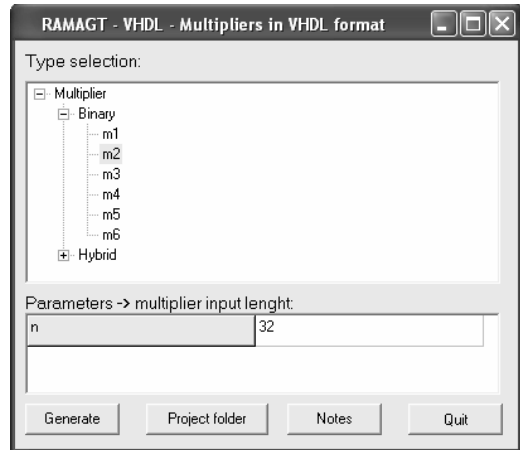 RAMAGT - VHDL - Multipliers in VHDL format
Type selection:
Multiplier
Binary
m1
m2
m3
m4
m5
m6
Hybrid
Parameters -> multiplier input lenght:
n 32
Generate Project folder Notes Quit